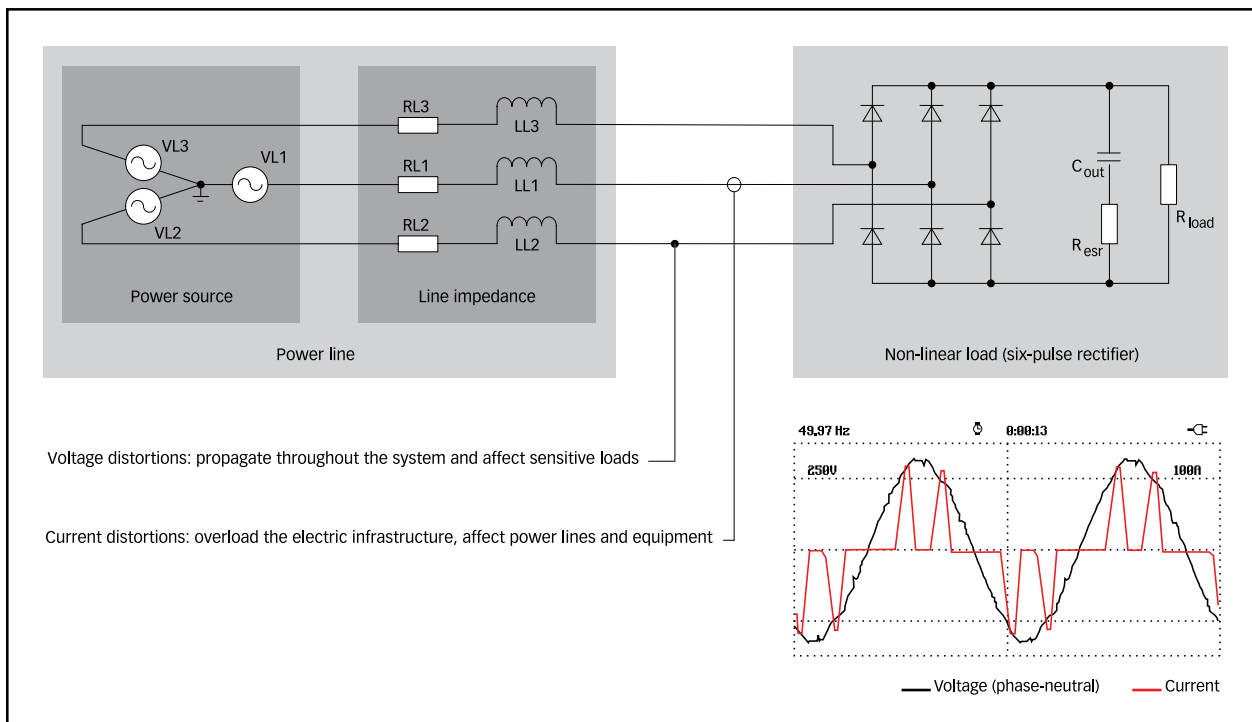 RL3
LL3
VL3
VL1
RL1
LL1
C out
R load
VL2
RL2
LL2
R esr
Power source
Line impedance
Power line
Non-linear load (six-pulse rectifier)
49.97 Hz
0:00:13
Voltage distortions: propagate throughout the system and affect sensitive loads
250V
100A
Current distortions: overload the electric infrastructure, affect power lines and equipment
Voltage (phase-neutral)
Current